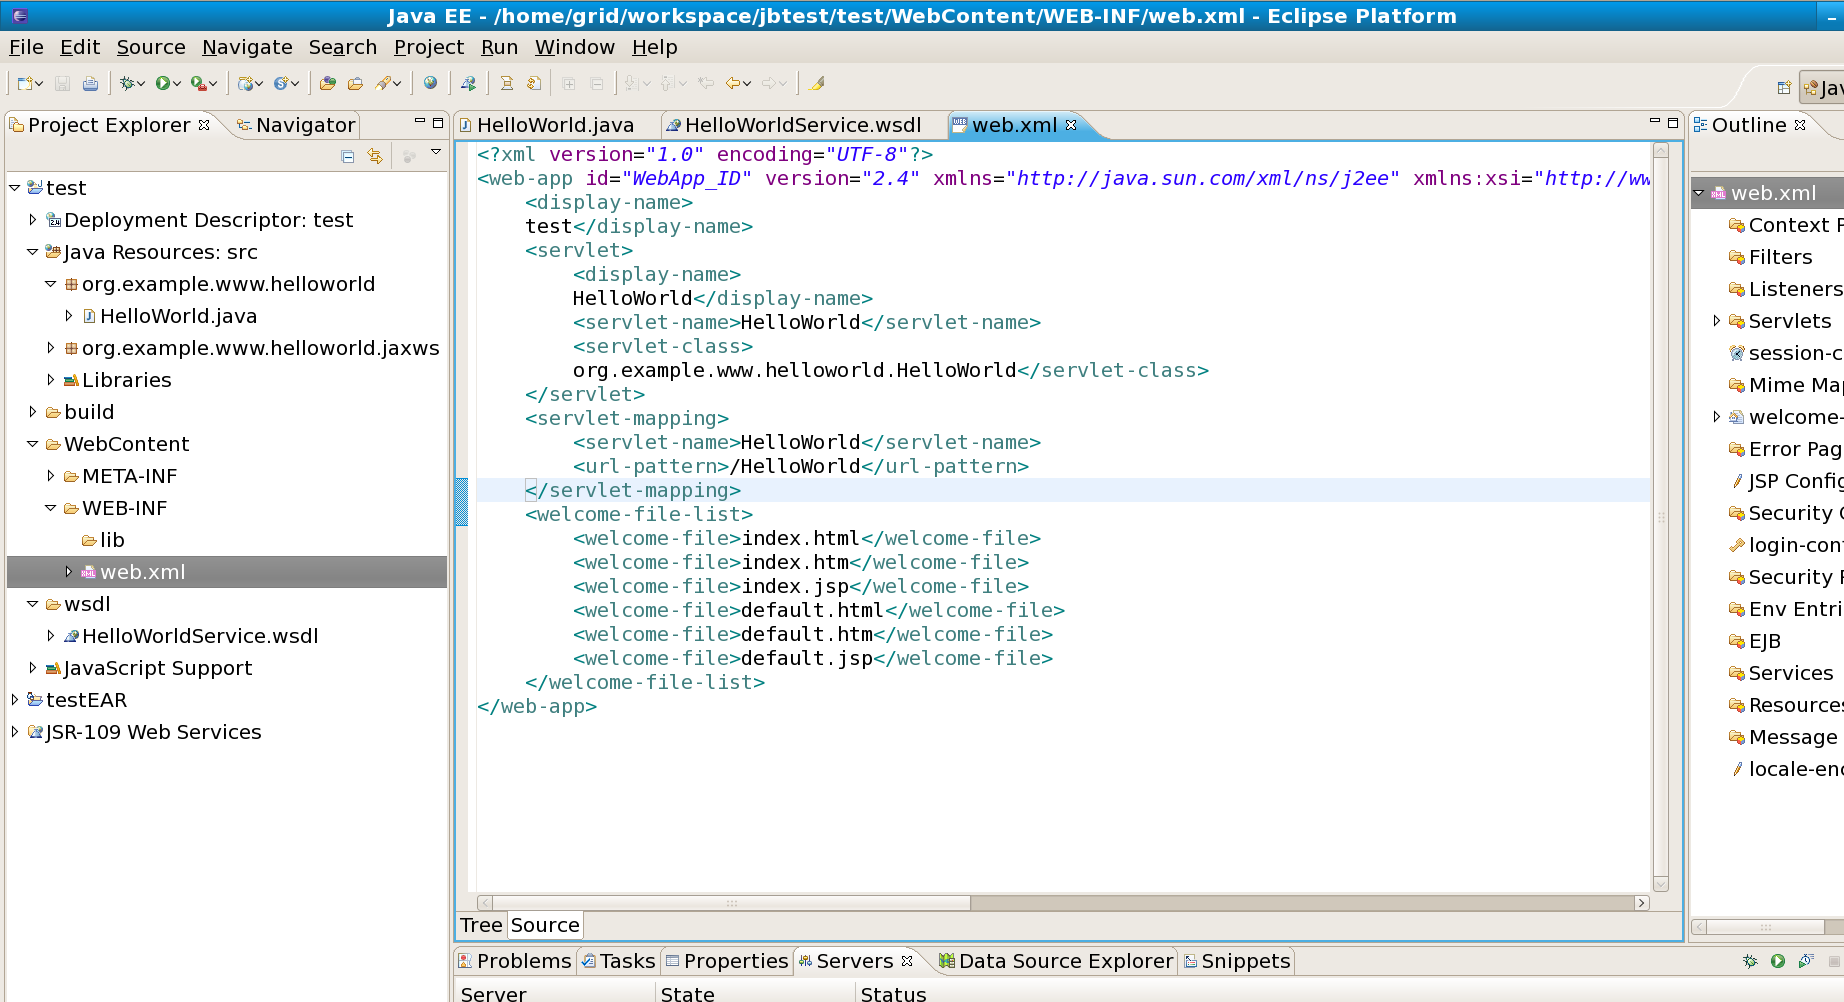 Java EE - /home/grid/workspace/jbtest/test/WebContent/WEB-INF/web.xml - Eclipse Platform
File Edit Source Navigate Search Project Run Window Help
Project Explorer
Navigator
test
Deployment Descriptor: test
Java Resources: src
org.example.www.helloworld
HelloWorld.java
org.example.www.helloworld.jaxws
Libraries
build
WebContent
META-INF
WEB-INF
lib
web.xml
wsdl
HelloWorldService.wsdl
JavaScript Support
testEAR
JSR-109 Web Services
HelloWorld.java
HelloWorldService.wsdl
web.xml
<?xml version="1.0" encoding="UTF-8"?>
<web-app id="WebApp_ID" version="2.4" xmlns="http://java.sun.com/xml/ns/j2ee" xmlns:xsi="http://ww
<display-name>
test</display-name>
<servlet>
<display-name>
HelloWorld</display-name>
<servlet-name>HelloWorld</servlet-name>
<servlet-class>
org.example.www.helloworld.HelloWorld</servlet-class>
</servlet>
<servlet-mapping>
<servlet-name>HelloWorld</servlet-name>
<url-pattern>/HelloWorld</url-pattern>
</servlet-mapping>
<welcome-file-list>
<welcome-file>index.html</welcome-file>
<welcome-file>index.htm</welcome-file>
<welcome-file>index.jsp</welcome-file>
<welcome-file>default.html</welcome-file>
<welcome-file>default.htm</welcome-file>
<welcome-file>default.jsp</welcome-file>
</welcome-file-list>
</web-app>
Tree Source
Problems Tasks Properties Servers Data Source Explorer Snippets
Server State Status
Jav
Outline
web.xml
Context P
Filters
Listeners
Servlets
session-c
Mime Map
welcome-
Error Pag
JSP Config
Security C
login-con
Security R
Env Entri
EJB
Services
Resources
Message
locale-enc